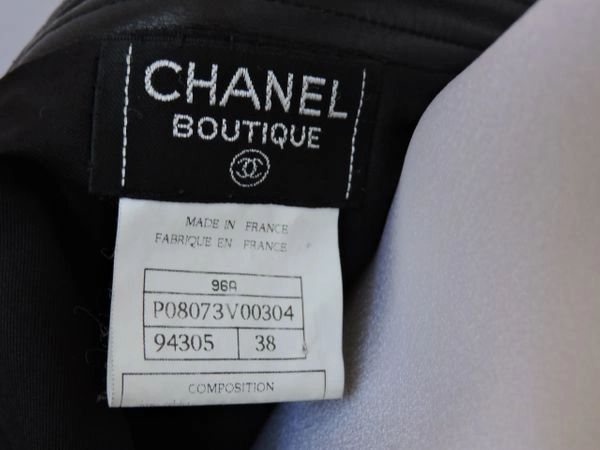 CHANEL
BOUTIQUE
MADE IN FRANCE
FABRIQUE EN FRANCE
96A
P08073V00304
94305 38
COMPOSITION